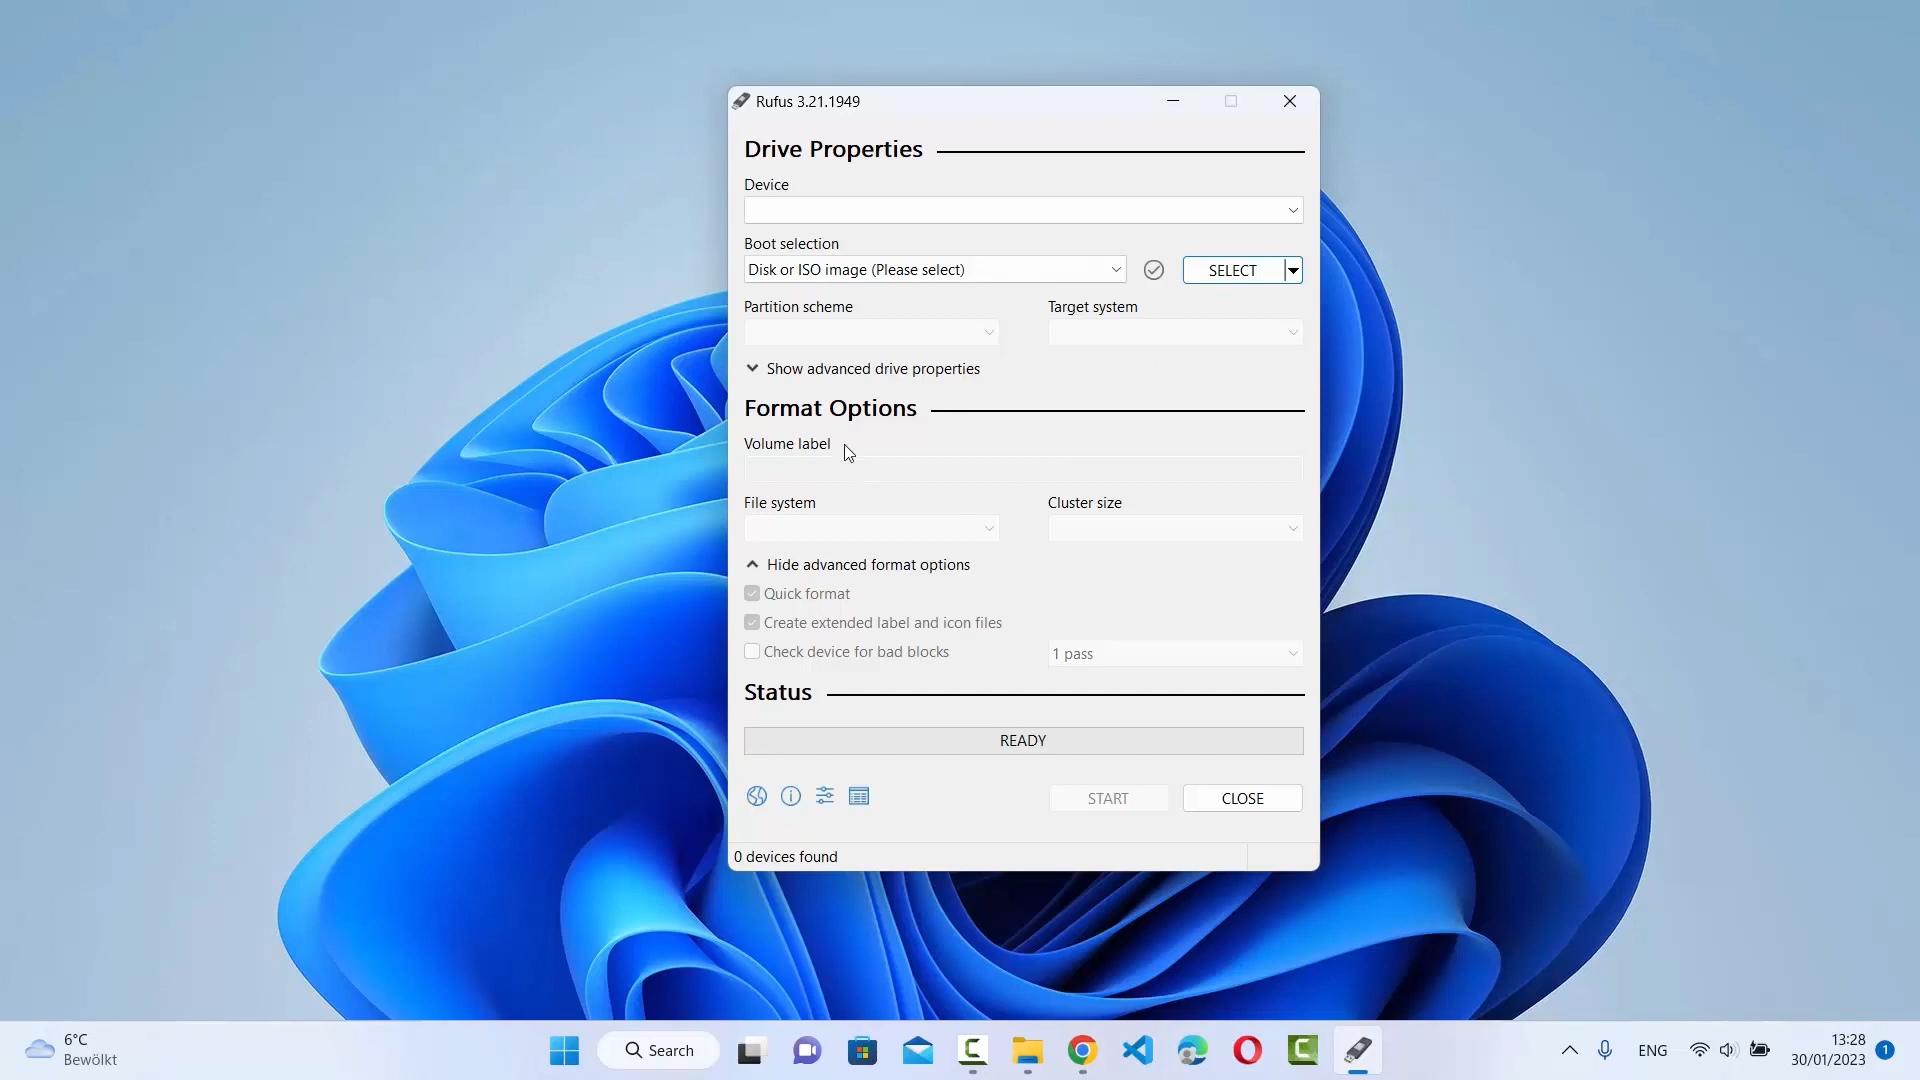 Rufus 3.21.1949
Drive Properties
Device
Boot selection
Disk or ISO image (Please select)
SELECT
Partition scheme
Target system
Show advanced drive properties
Format Options
Volume label
File system
Cluster size
Hide advanced format options
Quick format
Create extended label and icon files
Check device for bad blocks
1 pass
Status
READY
START
CLOSE
0 devices found
6°C
Bewölkt
Search
ENG
13:28
30/01/2023
1